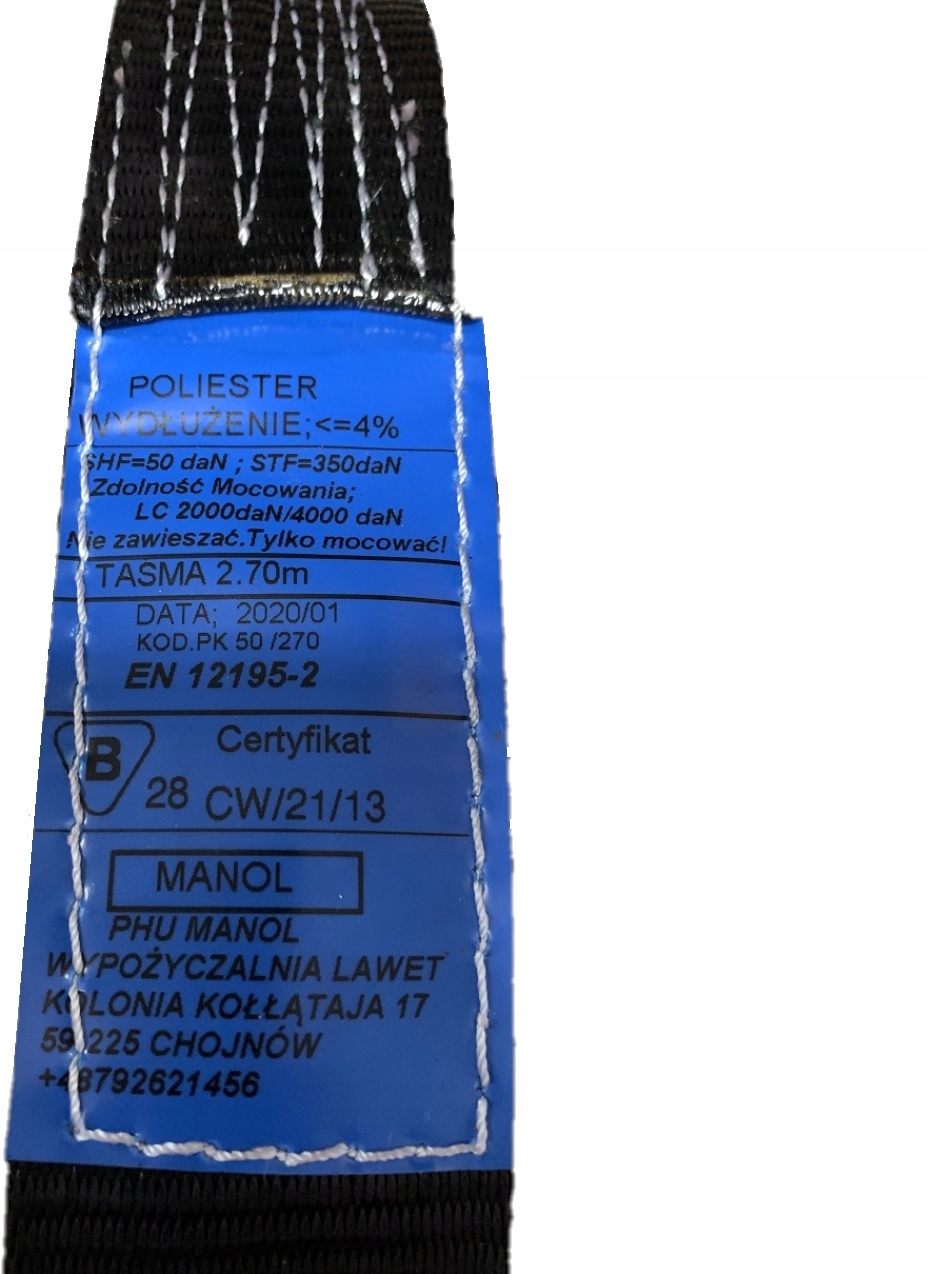 POLIESTER
WYDŁUŻENIE;<=4%
SHF=50 daN ; STF=350daN
Zdolność Mocowania;
LC 2000daN/4000 daN
Nie zawieszać.Tylko mocować!
TAŚMA 2.70m
DATA; 2020/01
KOD.PK 50 /270
EN 12195-2
B
Certyfikat
28 CW/21/13
MANOL
PHU MANOL
WYPOŻYCZALNIA LAWET
KOLONIA KOŁŁĄTAJA 17
59-225 CHOJNÓW
+48792621456